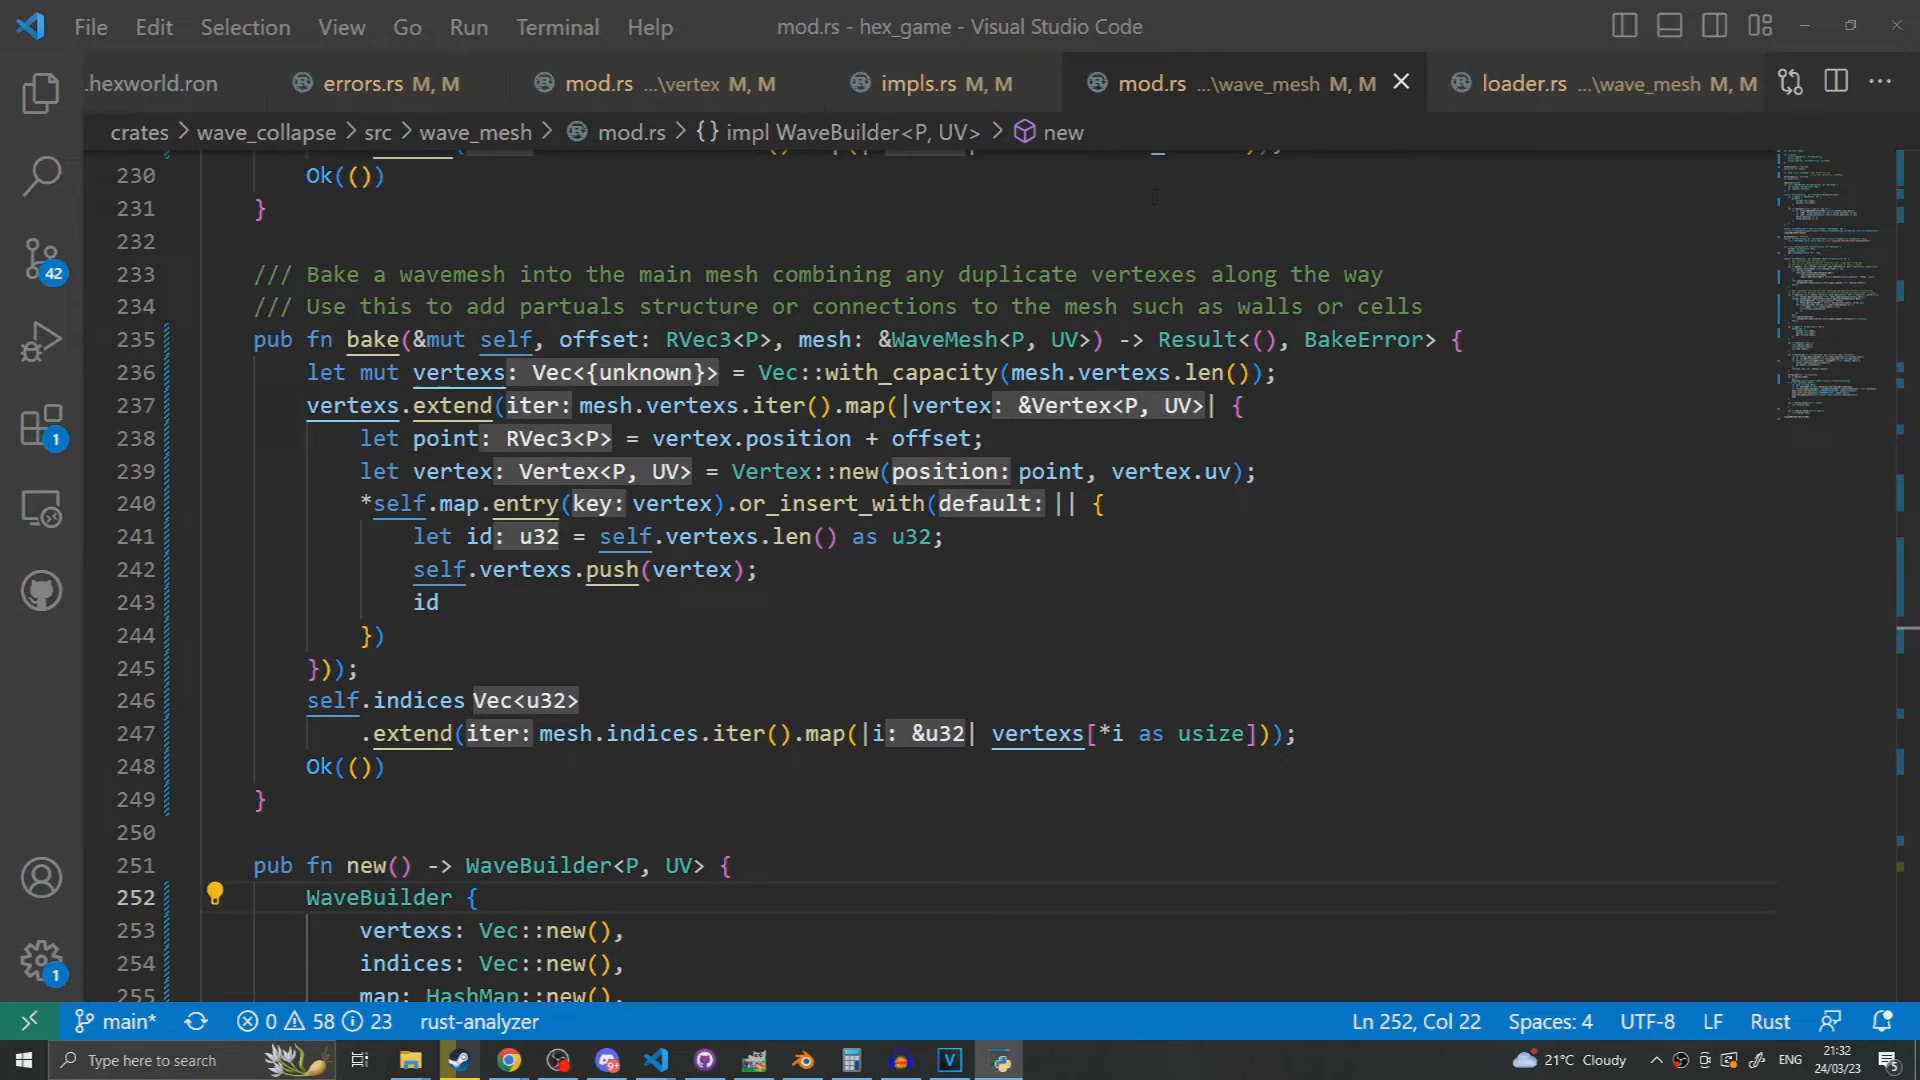 File Edit Selection View Go Run Terminal Help mod.rs - hex_game - Visual Studio Code
.hexworld.ron errors.rs M, M mod.rs ...\vertex M, M impls.rs M, M mod.rs ...\wave_mesh M, M loader.rs ...\wave_mesh M, M
crates > wave_collapse > src > wave_mesh > mod.rs > {} impl WaveBuilder<P, UV> > new
230 Ok(())
231 }
232
233 /// Bake a wavemesh into the main mesh combining any duplicate vertexes along the way
234 /// Use this to add partuals structure or connections to the mesh such as walls or cells
235 pub fn bake(&mut self, offset: RVec3<P>, mesh: &WaveMesh<P, UV>) -> Result<(), BakeError> {
236 let mut vertexs: Vec<{unknown}> = Vec::with_capacity(mesh.vertexs.len());
237 vertexs.extend(iter: mesh.vertexs.iter().map(|vertex: &Vertex<P, UV>| {
238 let point: RVec3<P> = vertex.position + offset;
239 let vertex: Vertex<P, UV> = Vertex::new(position: point, vertex.uv);
240 *self.map.entry(key: vertex).or_insert_with(default: || {
241 let id: u32 = self.vertexs.len() as u32;
242 self.vertexs.push(vertex);
243 id
244 })
245 }));
246 self.indices Vec<u32>
247 .extend(iter: mesh.indices.iter().map(|i: &u32| vertexs[*i as usize]));
248 Ok(())
249 }
250
251 pub fn new() -> WaveBuilder<P, UV> {
252 WaveBuilder {
253 vertexs: Vec::new(),
254 indices: Vec::new(),
255 map: HashMap::new(),
42
1
1
main* 0 58 23 rust-analyzer Ln 252, Col 22 Spaces: 4 UTF-8 LF Rust
Type here to search 9+ 21°C Cloudy ENG 21:32
24/03/23 5